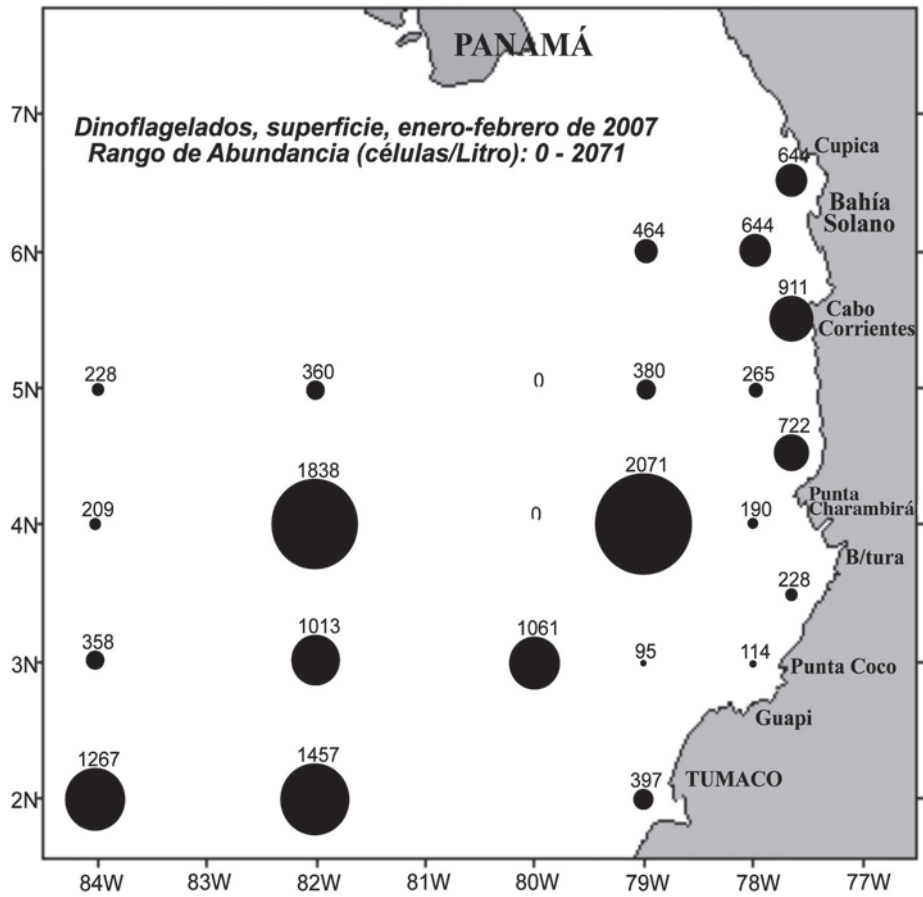 PANAMÁ
7N
Dinoflagelados, superficie, enero-febrero de 2007
Rango de Abundancia (células/Litro): 0 - 2071
Cupica
644
Bahía
Solano
6N
464
644
911
Cabo
Corrientes
5N
228
360
0
380
265
722
4N
209
1838
0
2071
190
Punta
Charambirá
B/tura
228
3N
358
1013
1061
95
114
Punta Coco
Guapi
2N
1267
1457
397
TUMACO
84W 83W 82W 81W 80W 79W 78W 77W